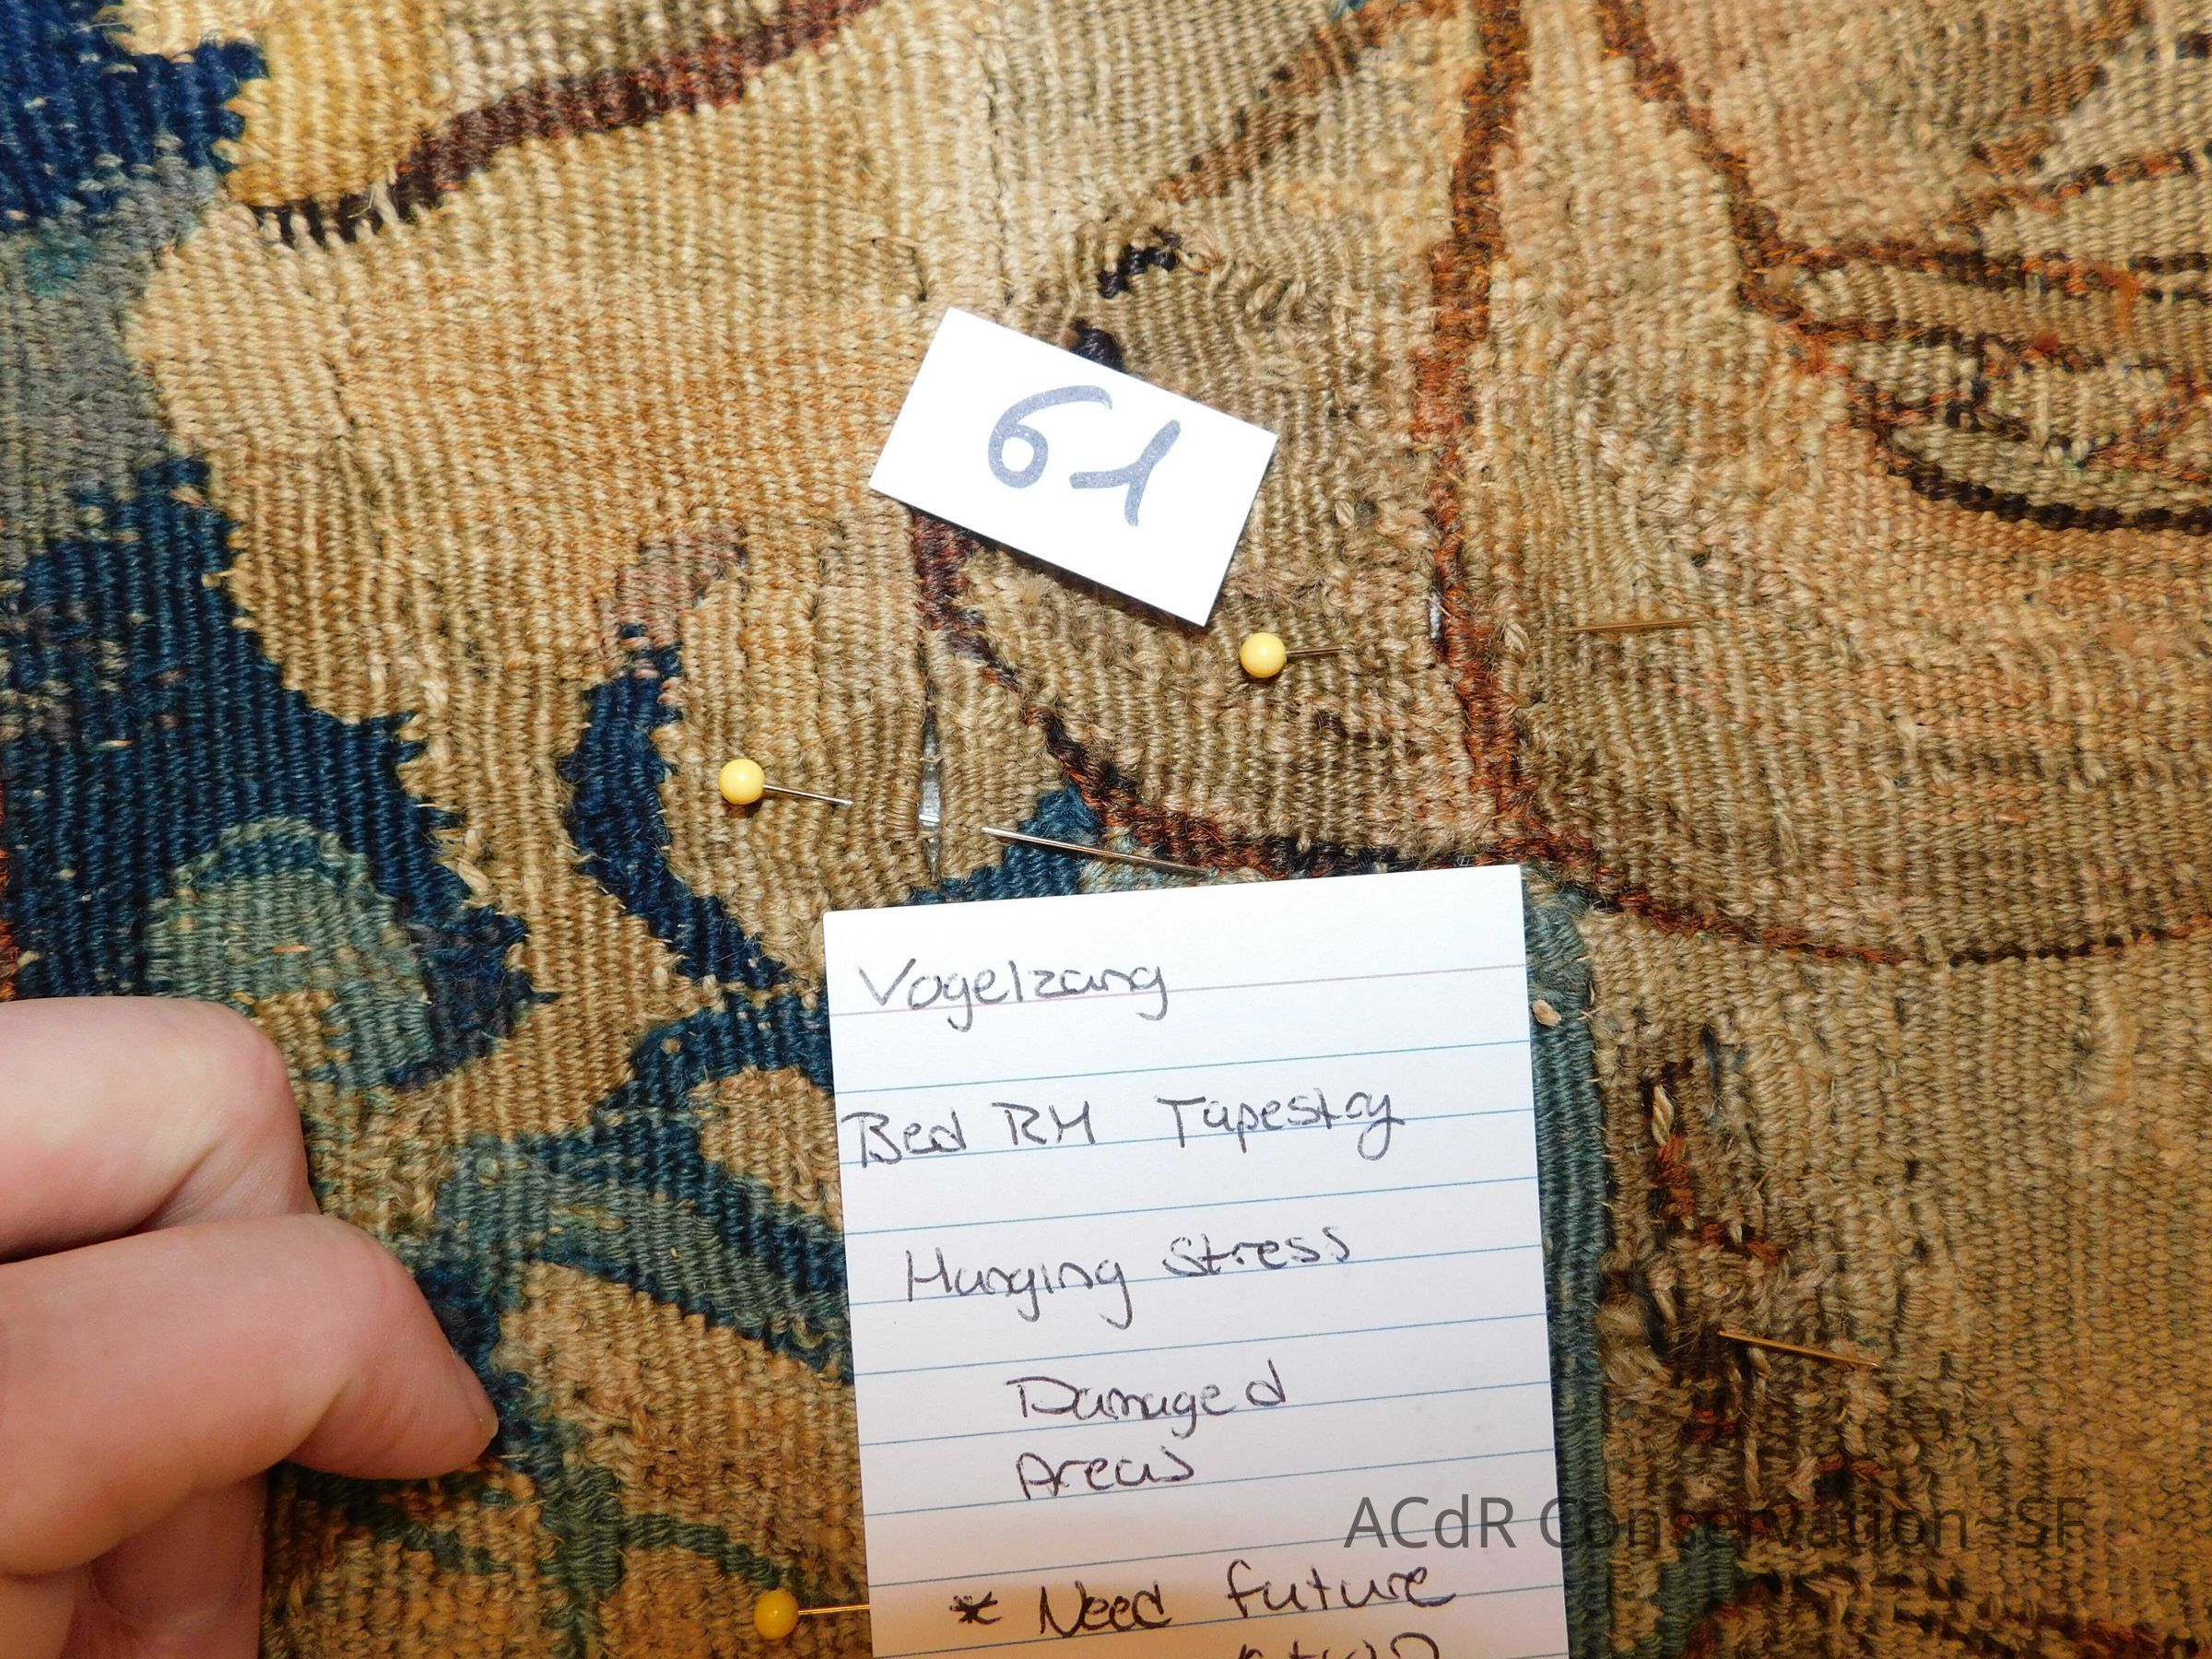 61
Vogelzang
Bed RM Tapestry
Hanging Stress
Damaged
Areas
* Need future
ACdR Conservation~SF